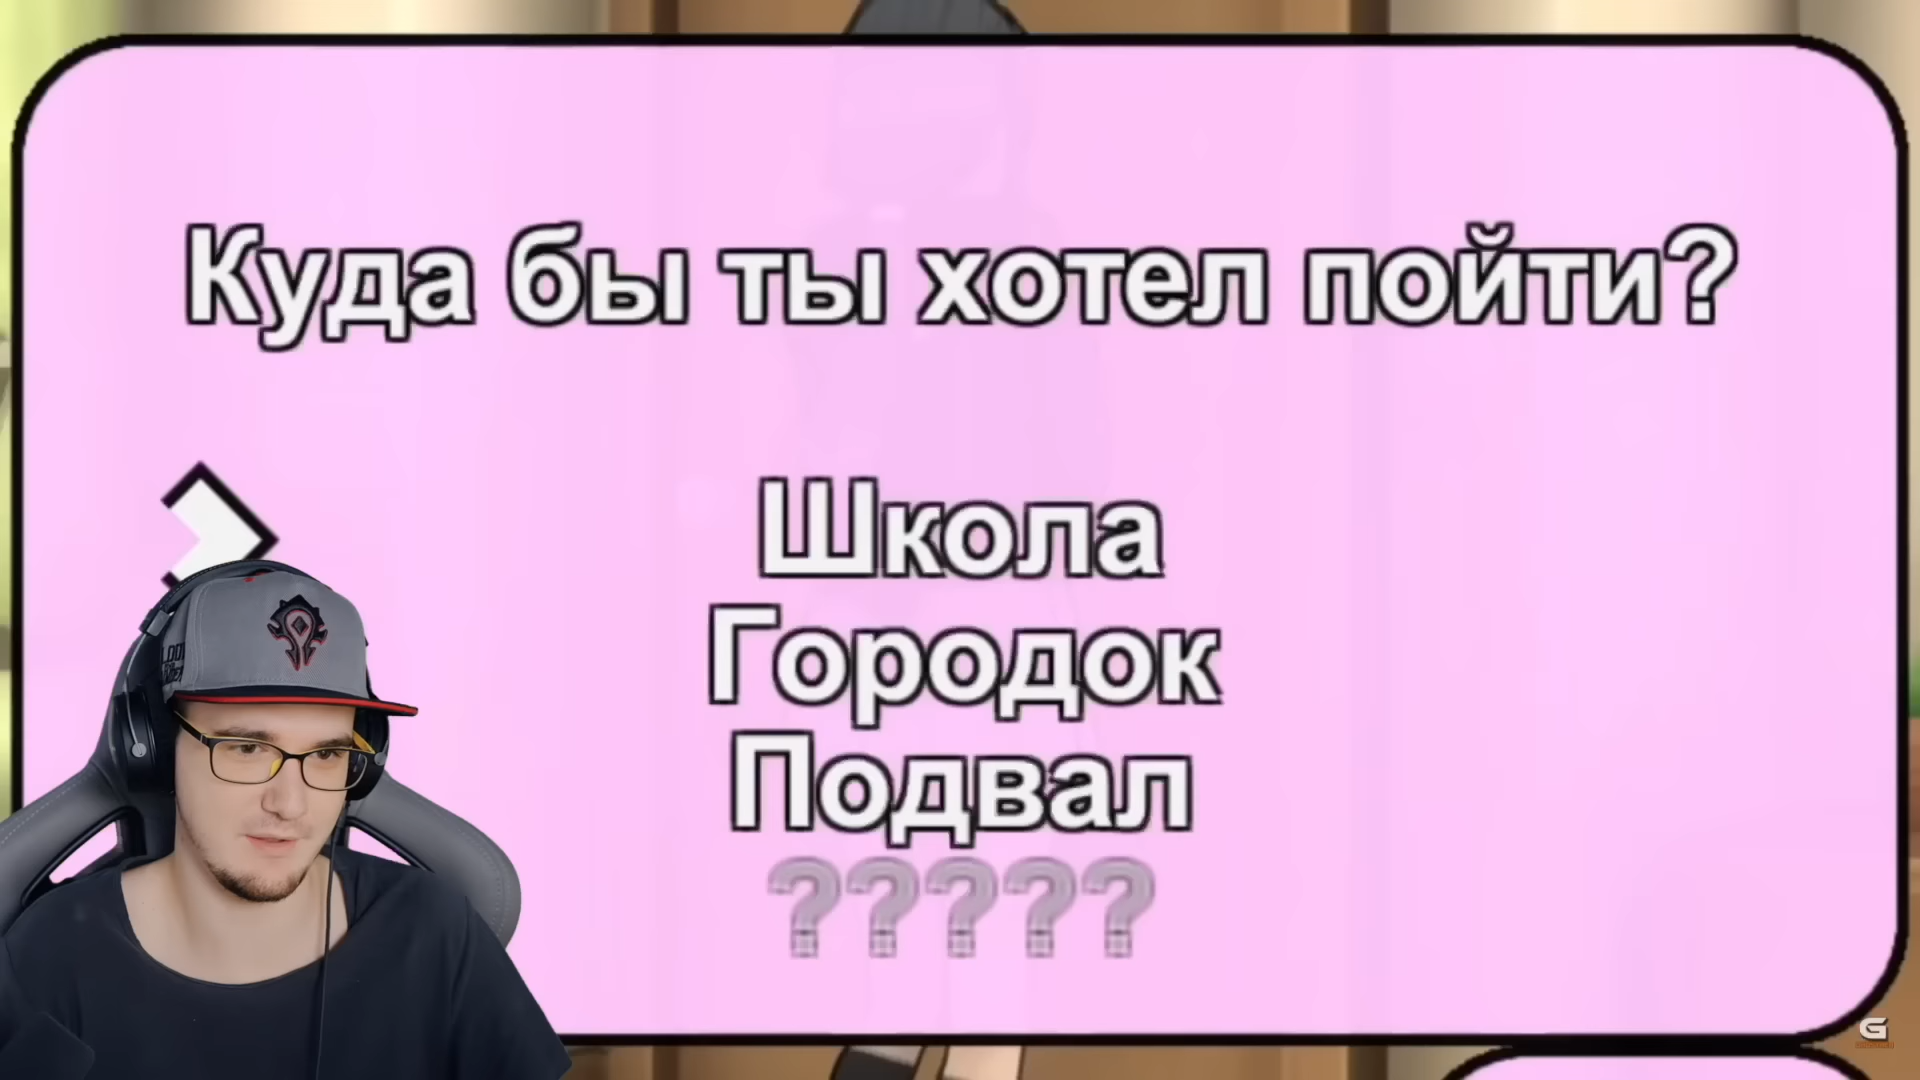 Куда бы ты хотел пойти?
Школа
Городок
Подвал
?????